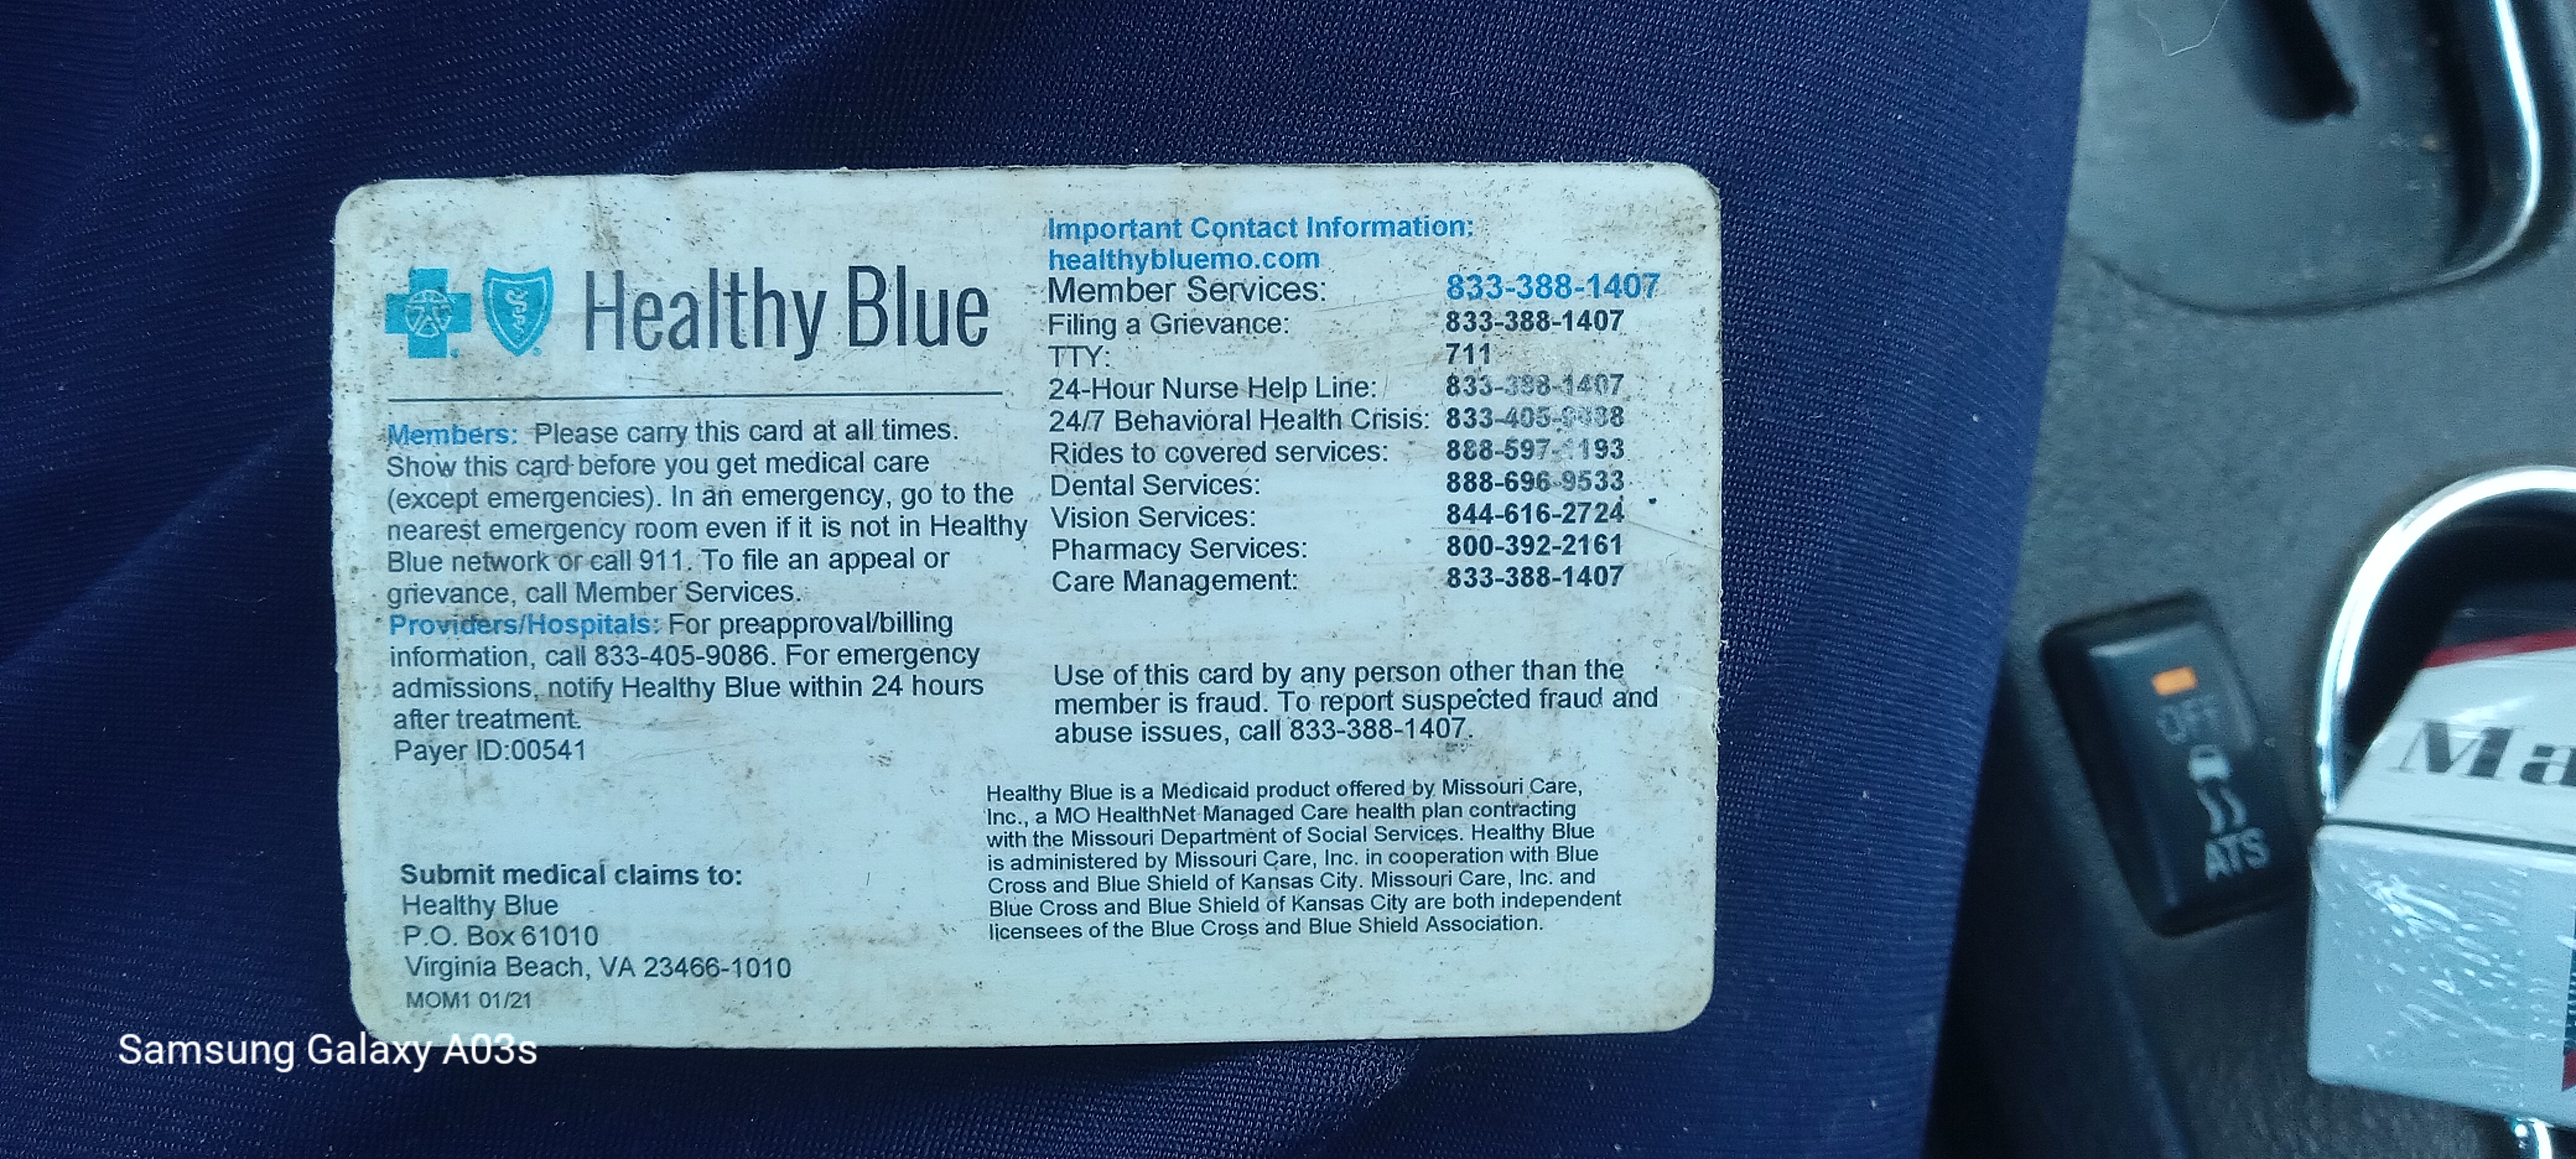 Healthy Blue
Members: Please carry this card at all times.
Show this card before you get medical care
(except emergencies). In an emergency, go to the
nearest emergency room even if it is not in Healthy
Blue network or call 911. To file an appeal or
grievance, call Member Services.
Providers/Hospitals: For preapproval/billing
information, call 833-405-9086. For emergency
admissions, notify Healthy Blue within 24 hours
after treatment.
Payer ID:00541
Submit medical claims to:
Healthy Blue
P.O. Box 61010
Virginia Beach, VA 23466-1010
MOM1 01/21
Important Contact Information:
healthybluemo.com
Member Services: 833-388-1407
Filing a Grievance: 833-388-1407
TTY: 711
24-Hour Nurse Help Line: 833-388-1407
24/7 Behavioral Health Crisis:
Rides to covered services:
Dental Services: 888-696-9533
Vision Services: 844-616-2724
Pharmacy Services: 800-392-2161
Care Management: 833-388-1407
Use of this card by any person other than the
member is fraud. To report suspected fraud and
abuse issues, call 833-388-1407.
Healthy Blue is a Medicaid product offered by Missouri Care,
Inc., a MO HealthNet Managed Care health plan contracting
with the Missouri Department of Social Services. Healthy Blue
is administered by Missouri Care, Inc. in cooperation with Blue
Cross and Blue Shield of Kansas City. Missouri Care, Inc. and
Blue Cross and Blue Shield of Kansas City are both independent
licensees of the Blue Cross and Blue Shield Association.
OFF
ATS
Ma
Samsung Galaxy A03s